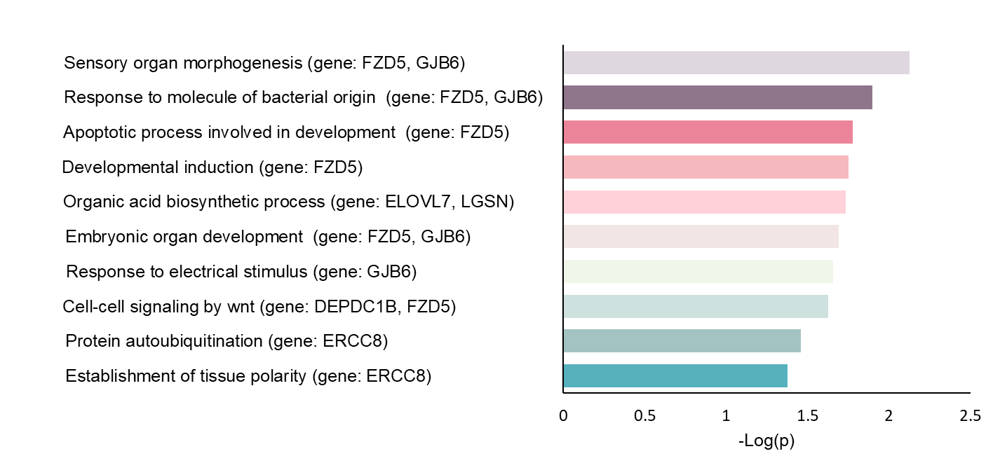 Sensory organ morphogenesis (gene: FZD5, GJB6)
Response to molecule of bacterial origin  (gene: FZD5, GJB6)
Apoptotic process involved in development  (gene: FZD5)
Developmental induction (gene: FZD5)
Organic acid biosynthetic process (gene: ELOVL7, LGSN)
Embryonic organ development  (gene: FZD5, GJB6)
Response to electrical stimulus (gene: GJB6)
Cell-cell signaling by wnt (gene: DEPDC1B, FZD5)
Protein autoubiquitination (gene: ERCC8)
Establishment of tissue polarity (gene: ERCC8)
0 0.5 1 1.5 2 2.5
-Log(p)